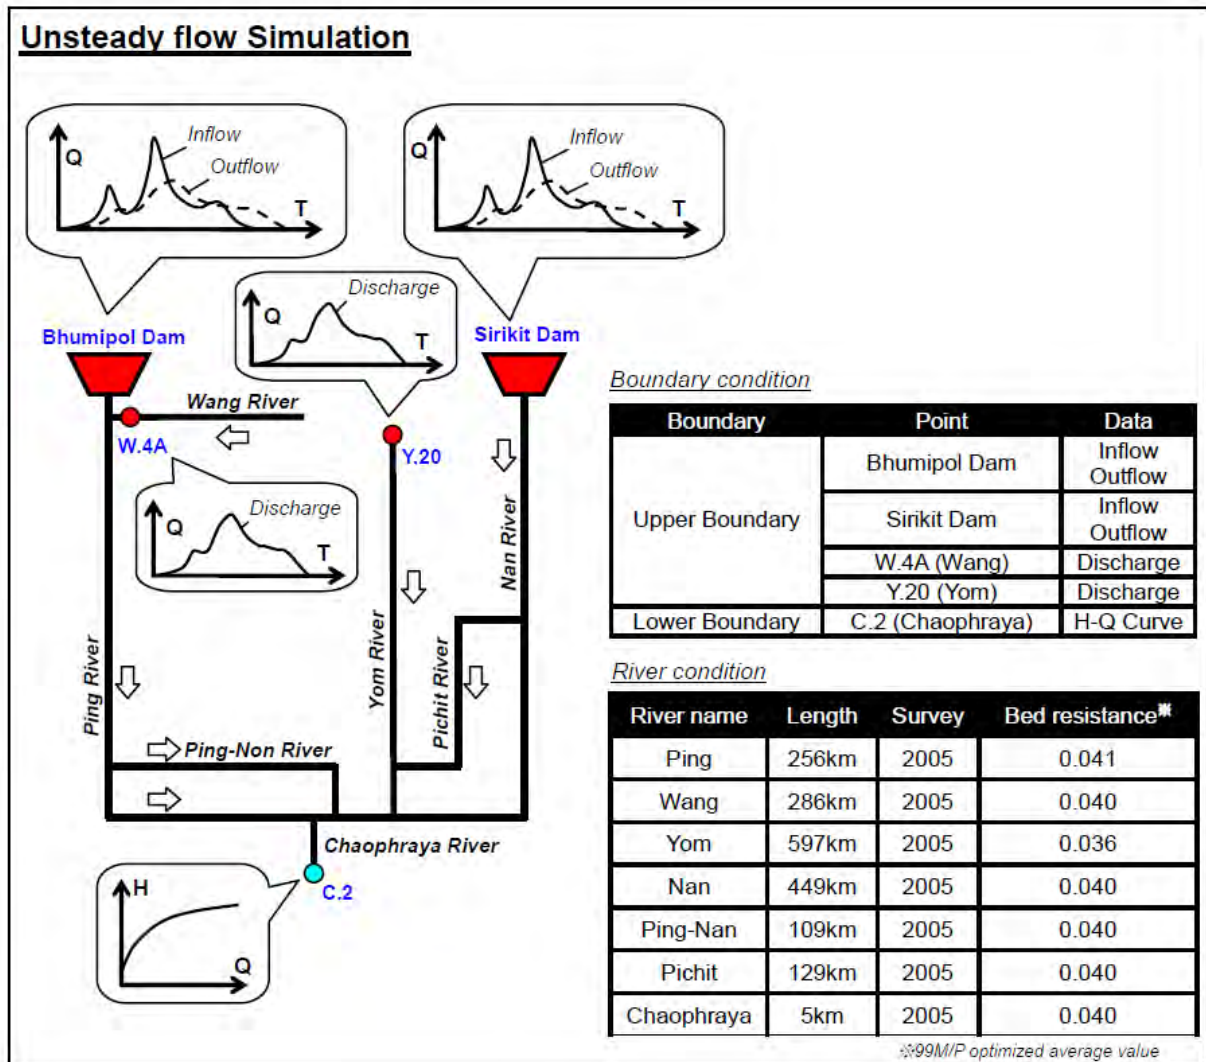 Unsteady flow Simulation
Q
Inflow
Outflow
T
Q
Inflow
Outflow
T
Discharge
Q
T
Bhumipol Dam
Sirikit Dam
Wang River
W.4A
Y.20
Discharge
Q
T
Nan River
Yom River
Pichit River
Ping River
Ping-Non River
Chaophraya River
C.2
H
Q
Boundary condition
Boundary Point Data
Upper Boundary Bhumipol Dam Inflow Outflow
Sirikit Dam Inflow Outflow
W.4A (Wang) Discharge
Y.20 (Yom) Discharge
Lower Boundary C.2 (Chaophraya) H-Q Curve
River condition
River name Length Survey Bed resistance※
Ping 256km 2005 0.041
Wang 286km 2005 0.040
Yom 597km 2005 0.036
Nan 449km 2005 0.040
Ping-Nan 109km 2005 0.040
Pichit 129km 2005 0.040
Chaophraya 5km 2005 0.040
※99M/P optimized average value